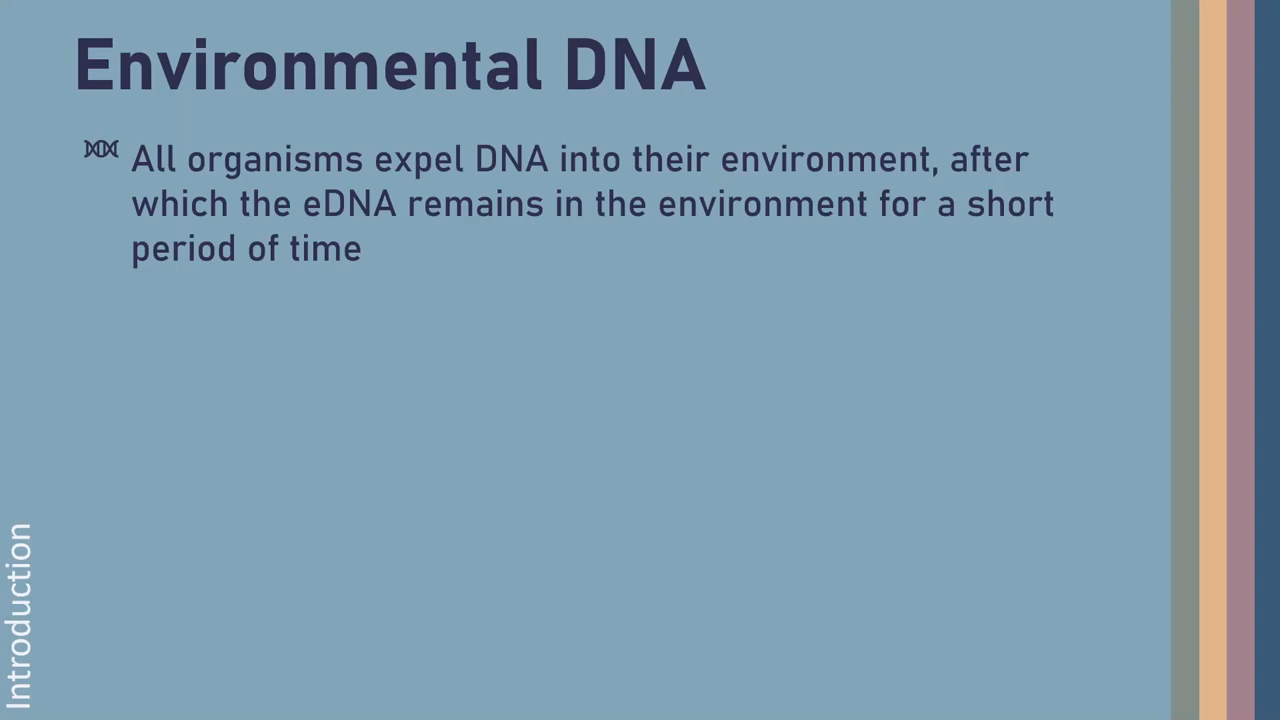 Environmental DNA
All organisms expel DNA into their environment, after
which the eDNA remains in the environment for a short
period of time
Introduction